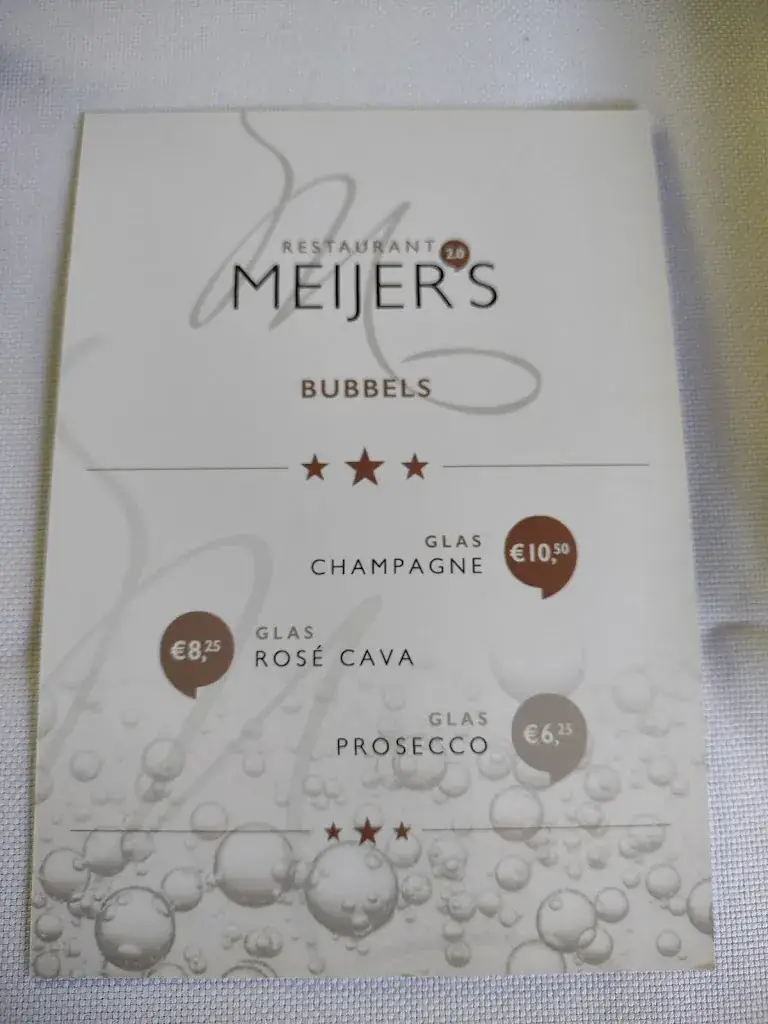 RESTAURANT 2.0
MEIJER'S
BUBBELS
GLAS
CHAMPAGNE
€10,50
GLAS
€8,25
ROSÉ CAVA
GLAS
PROSECCO
€6,25